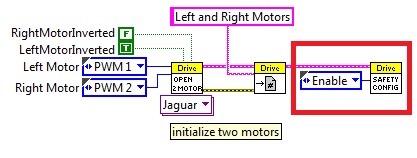 Left and Right Motors
RightMotorInverted F
LeftMotorInverted T
Drive Drive Drive
Left Motor PWM 1
OPEN
2 MOTOR
#
Enable
SAFETY
CONFIG
Right Motor PWM 2
Jaguar
initialize two motors